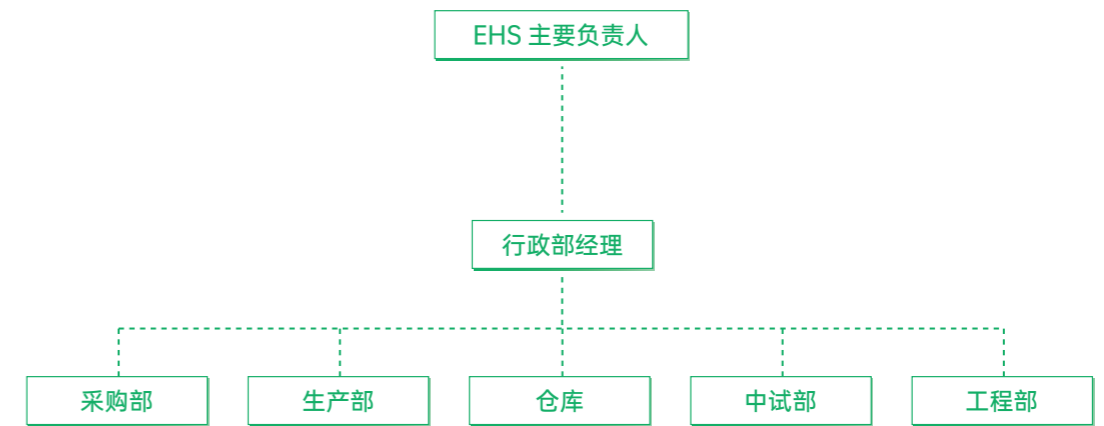 EHS 主要负责人
行政部经理
采购部
生产部
仓库
中试部
工程部